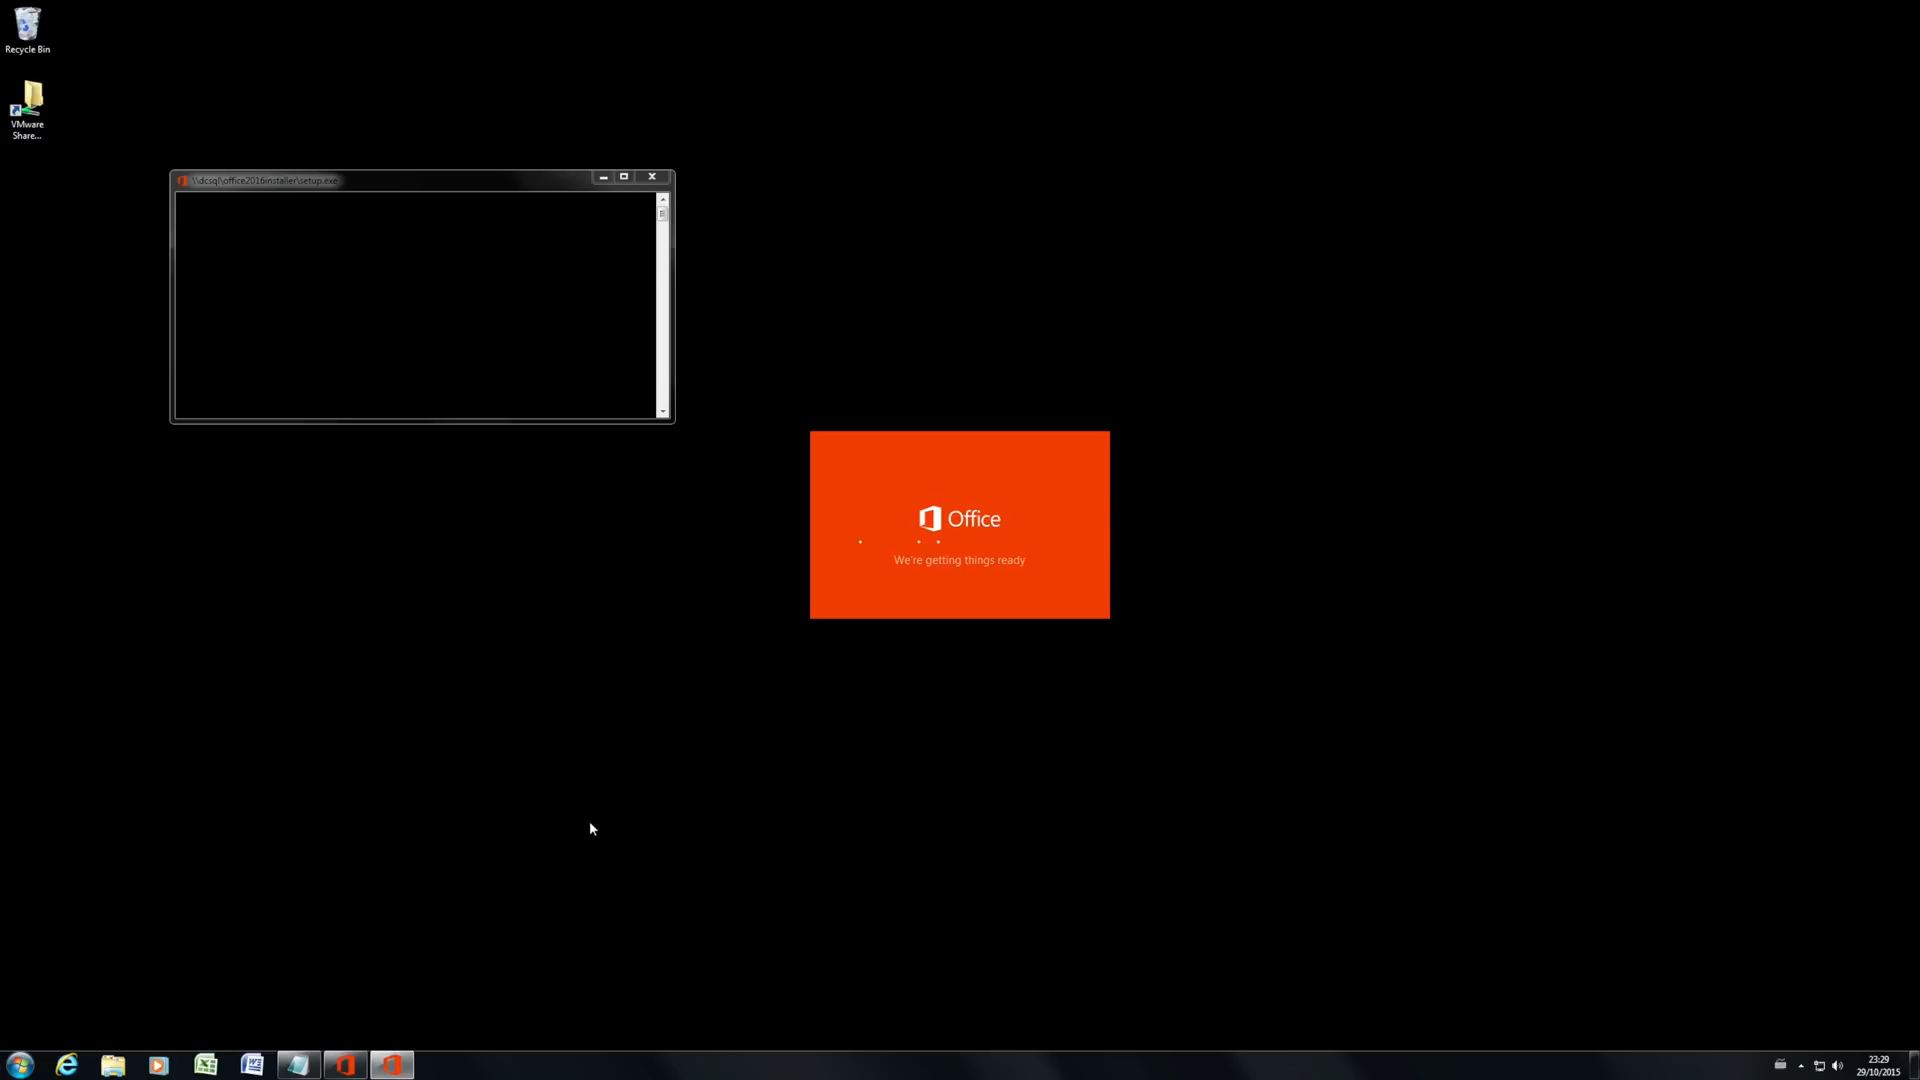 Recycle Bin
VMware
Share...
\\dcsql\office2016installer\setup.exe
Office
We're getting things ready
23:29
29/10/2015